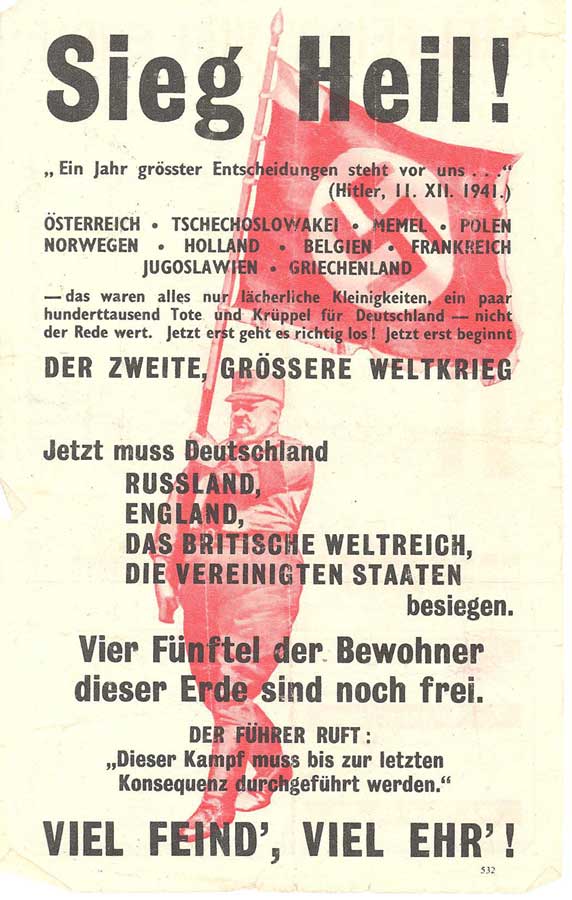 Sieg Heil!
„Ein Jahr grösster Entscheidungen steht vor uns . . .“
(Hitler, 11. XII. 1941.)
ÖSTERREICH • TSCHECHOSLOWAKEI • MEMEL • POLEN
NORWEGEN • HOLLAND • BELGIEN • FRANKREICH
JUGOSLAWIEN • GRIECHENLAND
—das waren alles nur lächerliche Kleinigkeiten, ein paar
hunderttausend Tote und Krüppel für Deutschland — nicht
der Rede wert. Jetzt erst geht es richtig los! Jetzt erst beginnt
DER ZWEITE, GRÖSSERE WELTKRIEG
Jetzt muss Deutschland
RUSSLAND,
ENGLAND,
DAS BRITISCHE WELTREICH,
DIE VEREINIGTEN STAATEN
besiegen.
Vier Fünftel der Bewohner
dieser Erde sind noch frei.
DER FÜHRER RUFT:
„Dieser Kampf muss bis zur letzten
Konsequenz durchgeführt werden.“
VIEL FEIND', VIEL EHR'!
532